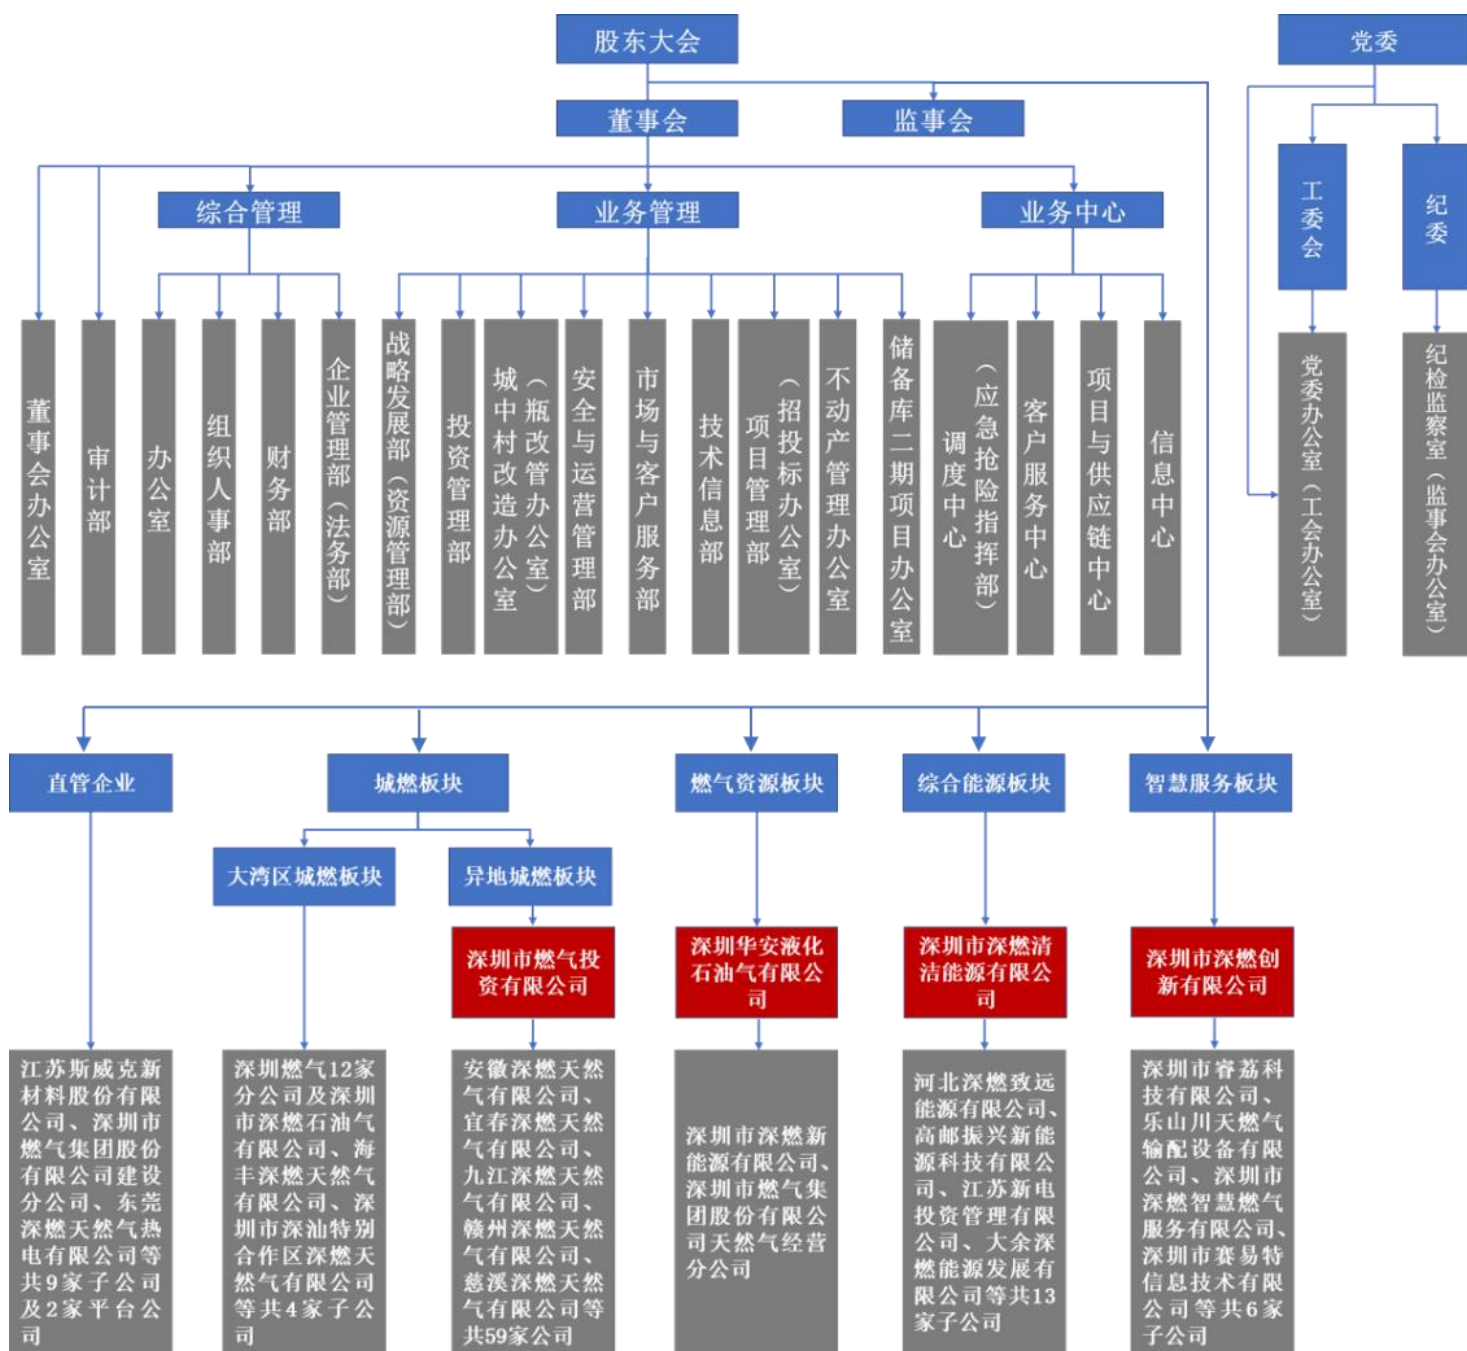 股东大会
党委
董事会
监事会
工委会
纪委
综合管理
业务管理
业务中心
董事会办公室
审计部
办公室
组织人事部
财务部
企业管理部（法务部）
战略发展部（资源管理部）
投资管理部
城中村改造办公室
（瓶改管办公室）
安全与运营管理部
市场与客户服务部
技术信息部
项目管理部
（招投标办公室）
不动产管理办公室
储备库二期项目办公室
调度中心
（应急抢险指挥部）
客户服务中心
项目与供应链中心
信息中心
党委办公室（工会办公室）
纪检监察室（监事会办公室）
直管企业
城燃板块
燃气资源板块
综合能源板块
智慧服务板块
大湾区城燃板块
异地城燃板块
深圳市燃气投
资有限公司
深圳华安液化
石油气有限公
司
深圳市深燃清
洁能源有限公
司
深圳市深燃创
新有限公司
江苏斯威克新
材料股份有限
公司、深圳市
燃气集团股份
有限公司建设
分公司、东莞
深燃天然气热
电有限公司等
共9家子公司
及2家平台公
司
深圳燃气12家
分公司及深圳
市深燃石油气
有限公司、海
丰深燃天然气
有限公司、深
圳市深汕特别
合作区深燃天
然气有限公司
等共4家子公
司
安徽深燃天然
气有限公司、
宜春深燃天然
气有限公司、
九江深燃天然
气有限公司、
赣州深燃天然
气有限公司、
慈溪深燃天然
气有限公司等
共59家公司
深圳市深燃新
能源有限公司、
深圳市燃气集
团股份有限公
司天然气经营
分公司
河北深燃致远
能源有限公司、
高邮振兴新能
源科技有限公
司、江苏新电
投资管理有限
公司、大余深
燃能源发展有
限公司等共13
家子公司
深圳市睿荔科
技有限公司、
乐山川天燃气
输配设备有限
公司、深圳市
深燃智慧燃气
服务有限公司、
深圳市赛易特
信息技术有限
公司等共6家
子公司